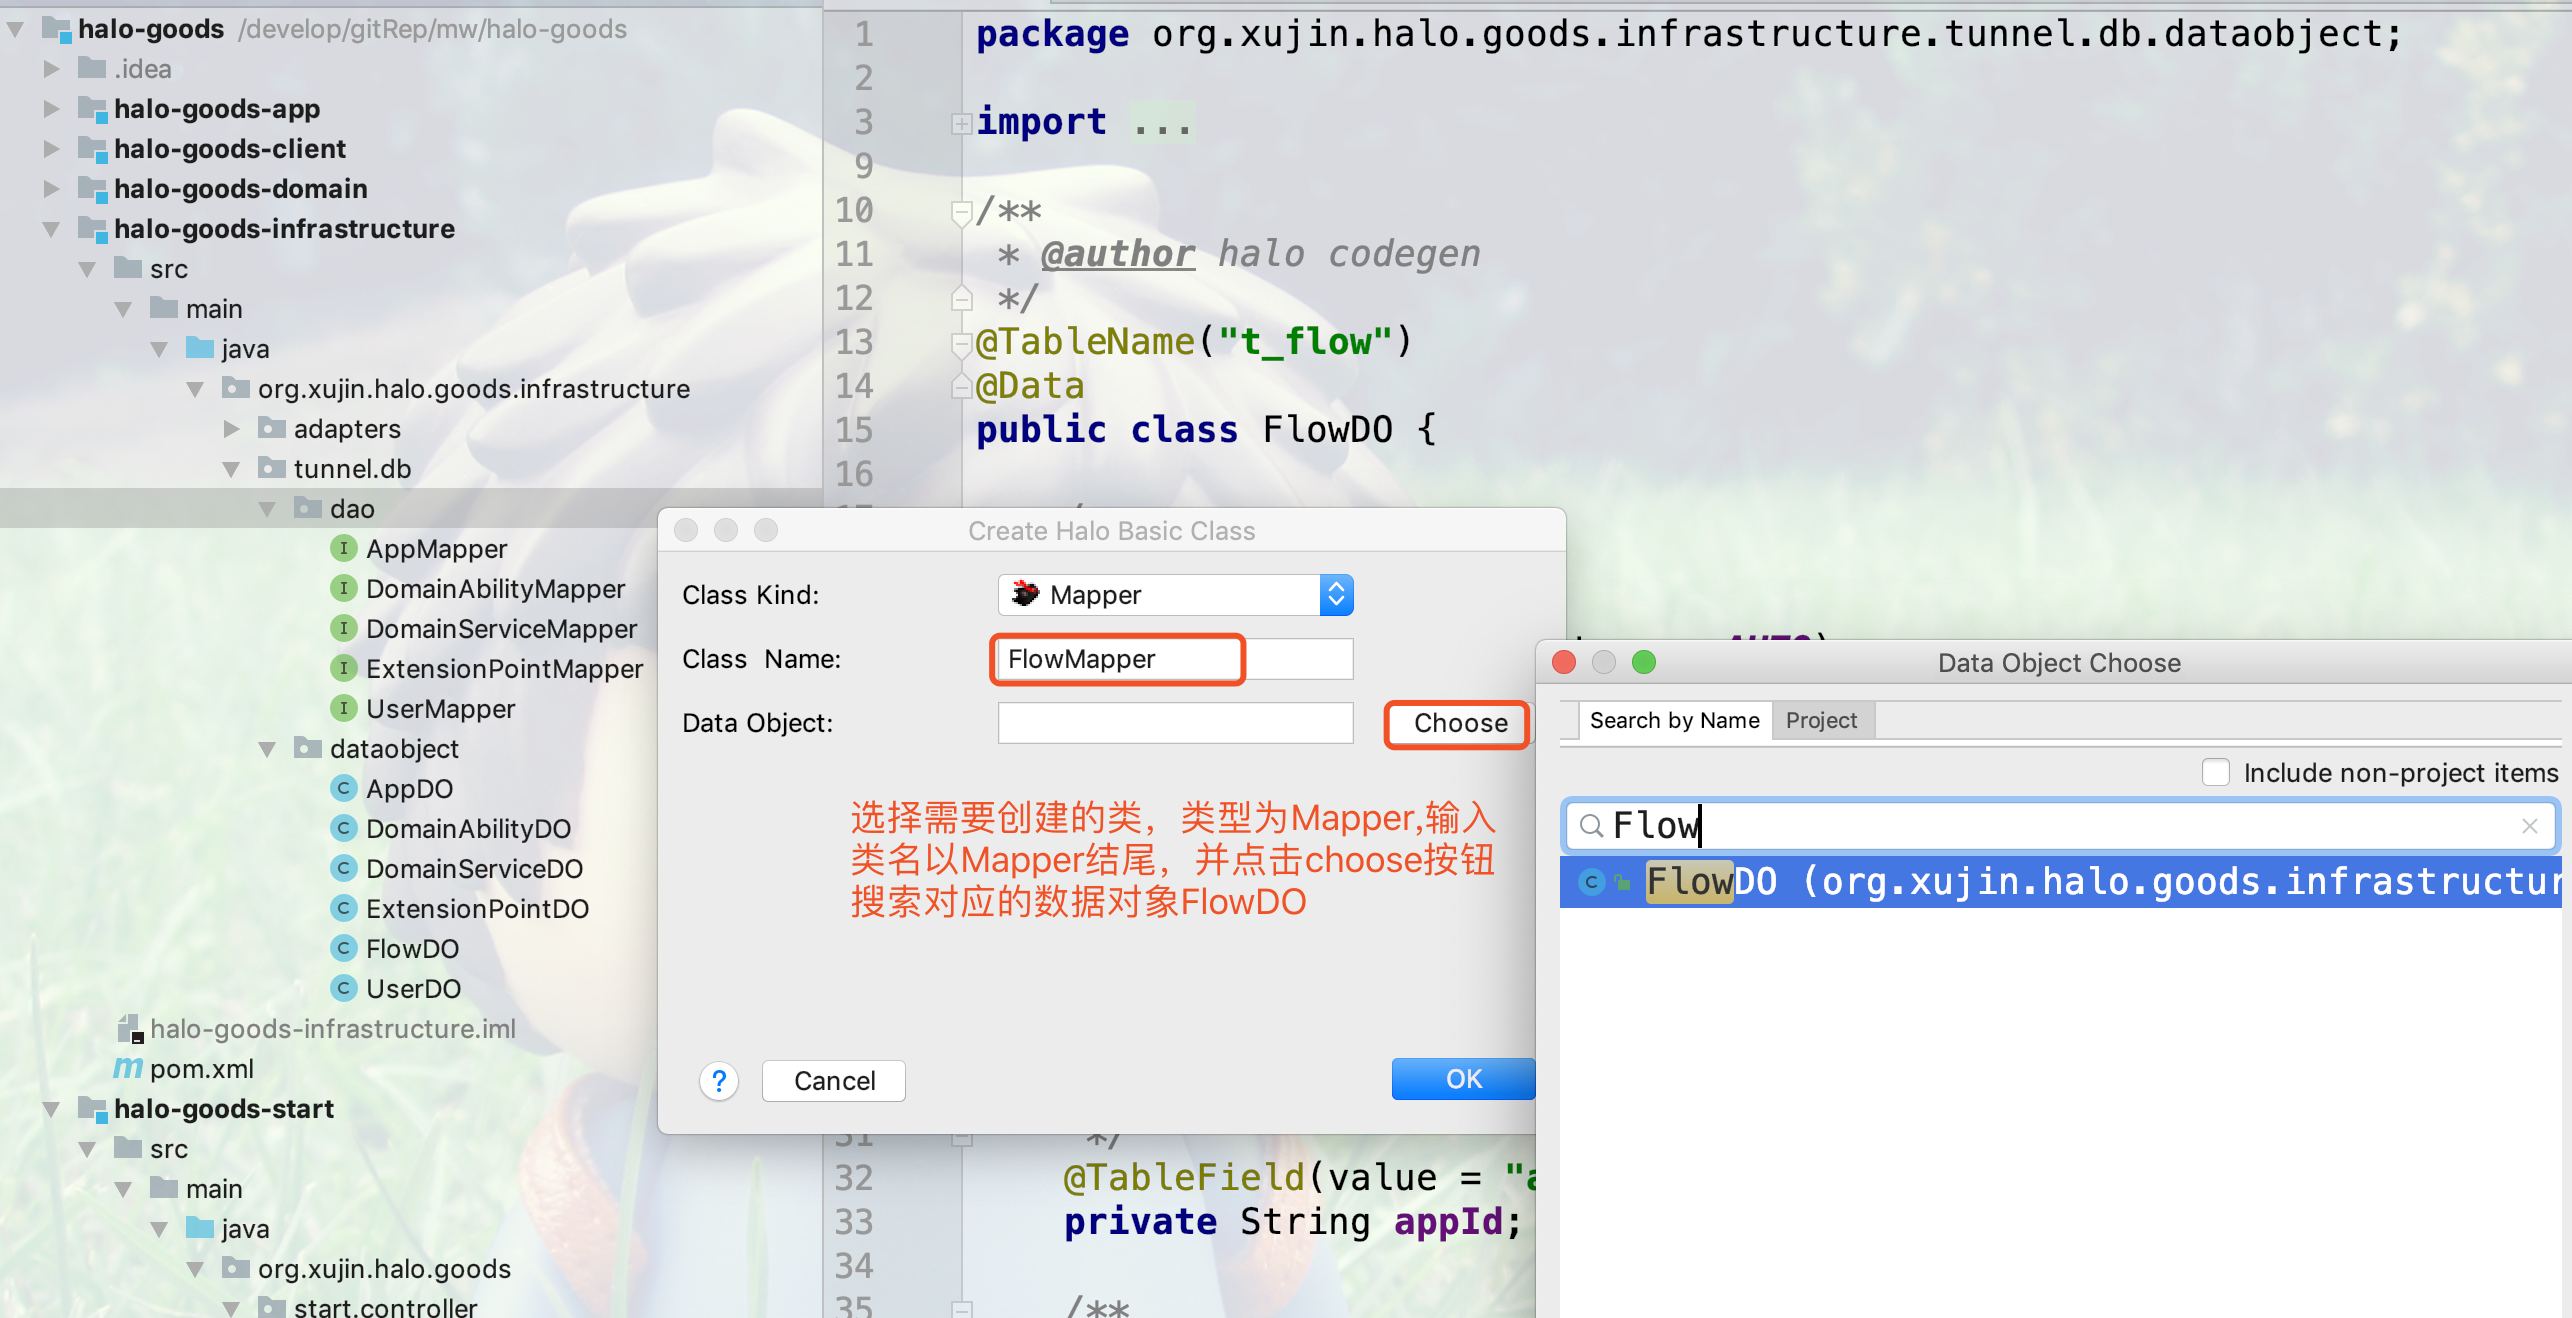 halo-goods /develop/gitRep/mw/halo-goods
.idea
halo-goods-app
halo-goods-client
halo-goods-domain
halo-goods-infrastructure
src
main
java
org.xujin.halo.goods.infrastructure
adapters
tunnel.db
dao
AppMapper
DomainAbilityMapper
DomainServiceMapper
ExtensionPointMapper
UserMapper
dataobject
AppDO
DomainAbilityDO
DomainServiceDO
ExtensionPointDO
FlowDO
UserDO
halo-goods-infrastructure.iml
pom.xml
halo-goods-start
src
main
java
org.xujin.halo.goods
start.controller
1 package org.xujin.halo.goods.infrastructure.tunnel.db.dataobject;
2
3 import ...
9
10 /**
11 * @author halo codegen
12 */
13 @TableName("t_flow")
14 @Data
15 public class FlowDO {
16
Create Halo Basic Class
Class Kind: Mapper
Class Name: FlowMapper
Data Object: Choose
选择需要创建的类，类型为Mapper,输入
类名以Mapper结尾，并点击choose按钮
搜索对应的数据对象FlowDO
? Cancel OK
Data Object Choose
Search by Name Project
Include non-project items
Flow
FlowDO (org.xujin.halo.goods.infrastructur
31 */
32 @TableField(value = "a
33 private String appId;
34
35 /**